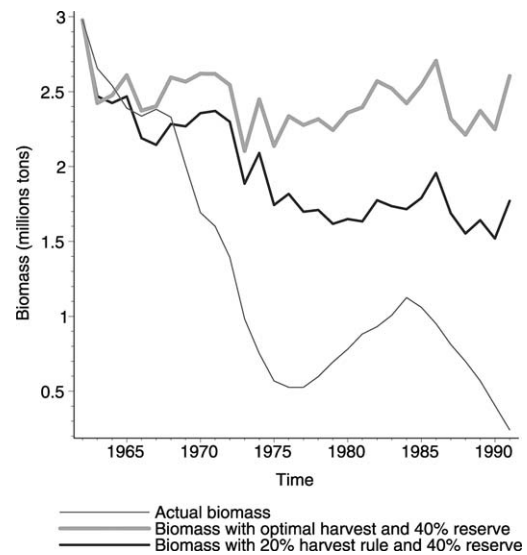 3
2.5
2
1.5
1
0.5
Biomass (millions tons)
1965 1970 1975 1980 1985 1990
Time
Actual biomass
Biomass with optimal harvest and 40% reserve
Biomass with 20% harvest rule and 40% reserve